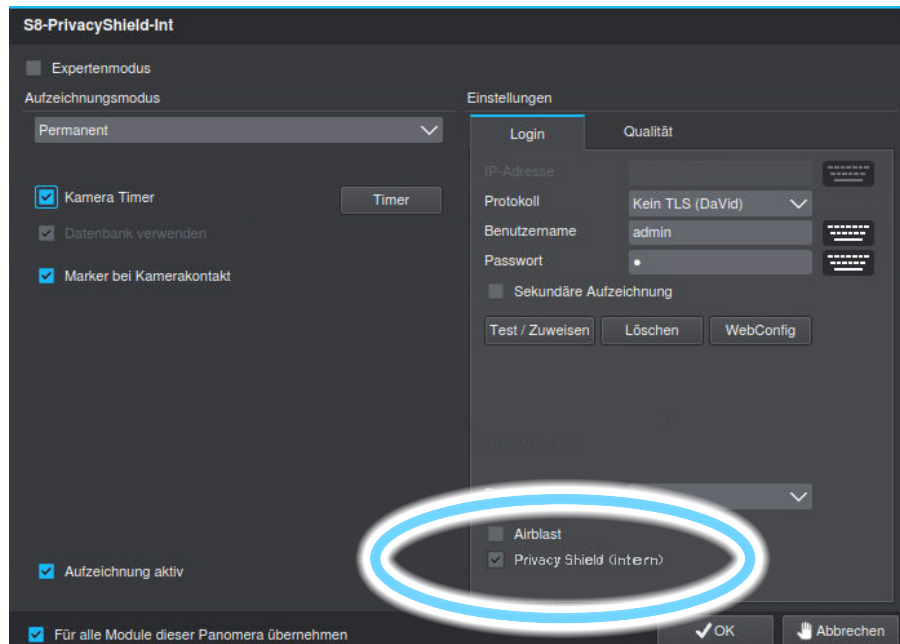 S8-PrivacyShield-Int
Expertenmodus
Aufzeichnungsmodus
Permanent
Kamera Timer
Timer
Datenbank verwenden
Marker bei Kamerakontakt
Aufzeichnung aktiv
Einstellungen
Login Qualität
IP-Adresse
Protokoll Kein TLS (DaVid)
Benutzername admin
Passwort
Sekundäre Aufzeichnung
Test / Zuweisen Löschen WebConfig
Airblast
Privacy Shield (intern)
Für alle Module dieser Panomera übernehmen
OK Abbrechen